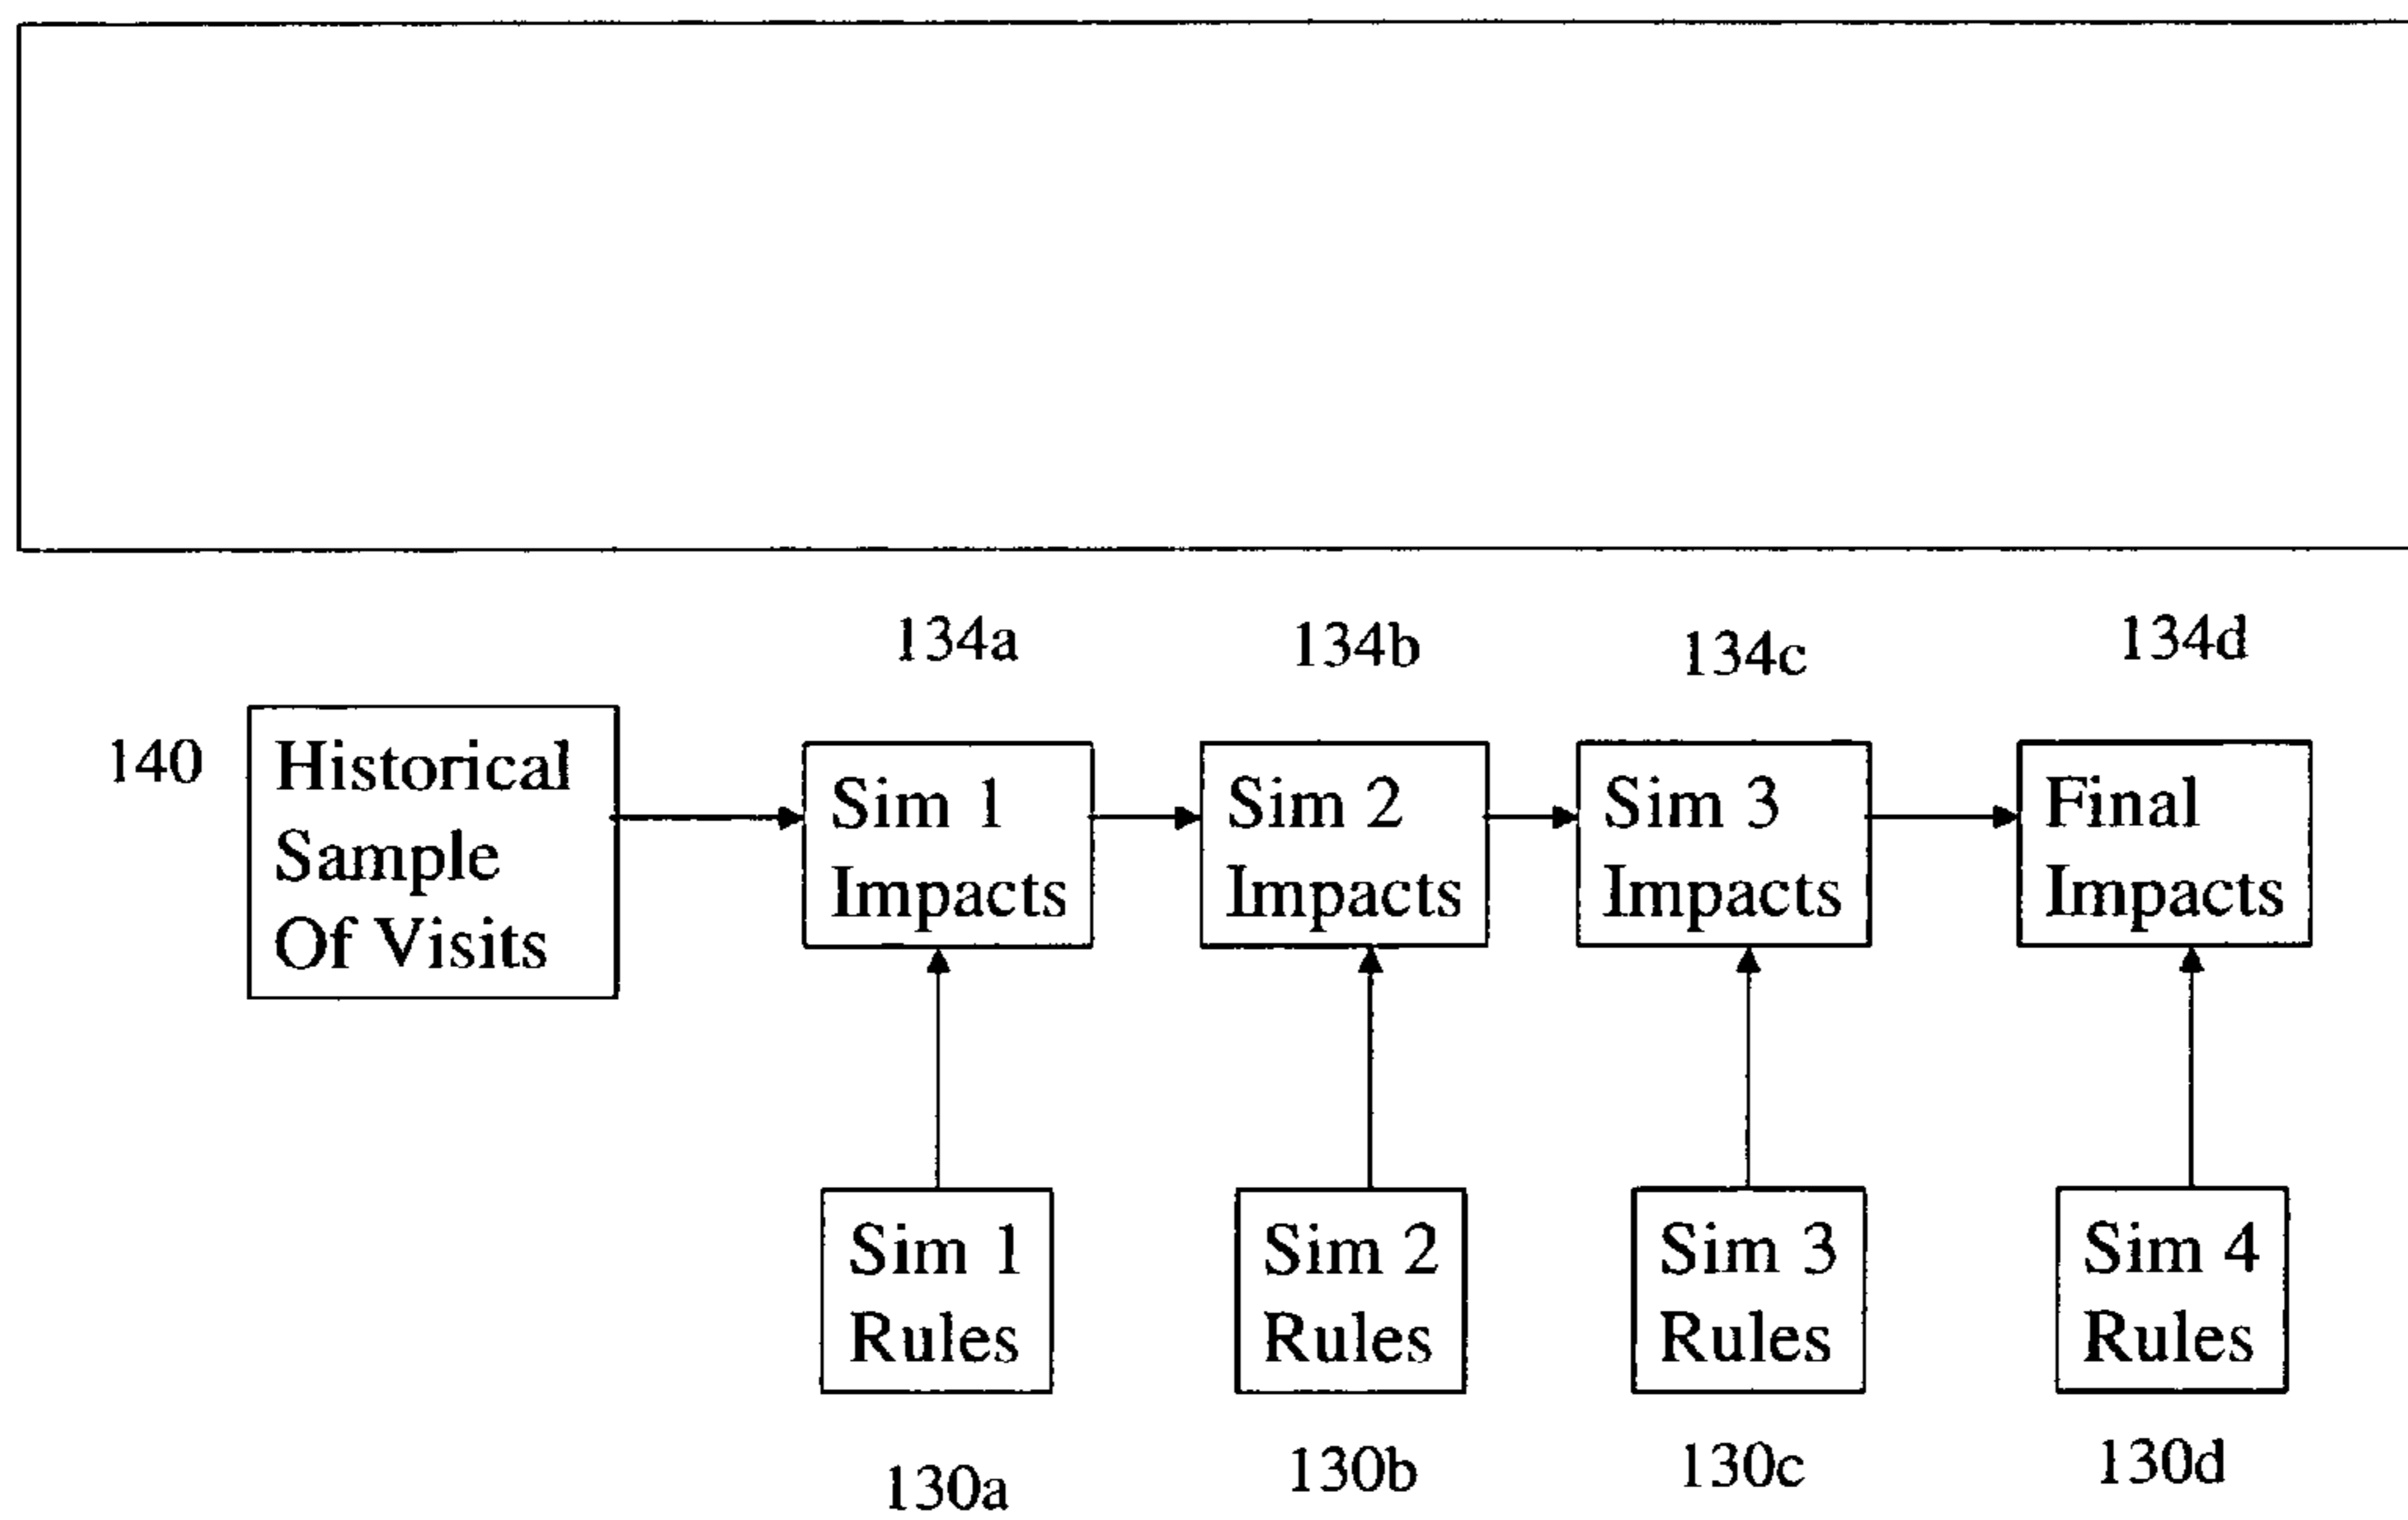 134a
134b
134c
134d
140
Historical
Sample
Of Visits
Sim 1
Impacts
Sim 2
Impacts
Sim 3
Impacts
Final
Impacts
Sim 1
Rules
Sim 2
Rules
Sim 3
Rules
Sim 4
Rules
130a
130b
130c
130d